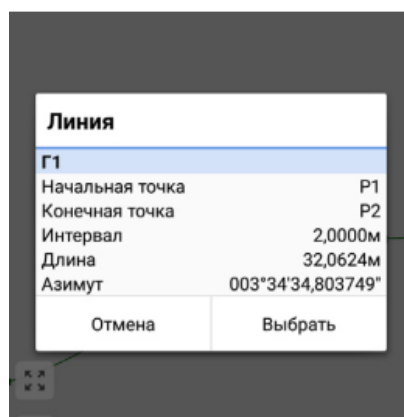 Линия
Г1
Начальная точка P1
Конечная точка P2
Интервал 2,0000м
Длина 32,0624м
Азимут 003°34'34,803749"
Отмена Выбрать